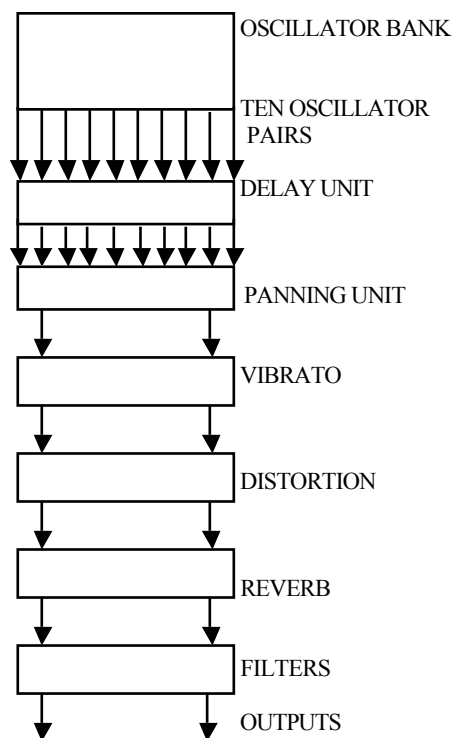 OSCILLATOR BANK
TEN OSCILLATOR
PAIRS
DELAY UNIT
PANNING UNIT
VIBRATO
DISTORTION
REVERB
FILTERS
OUTPUTS